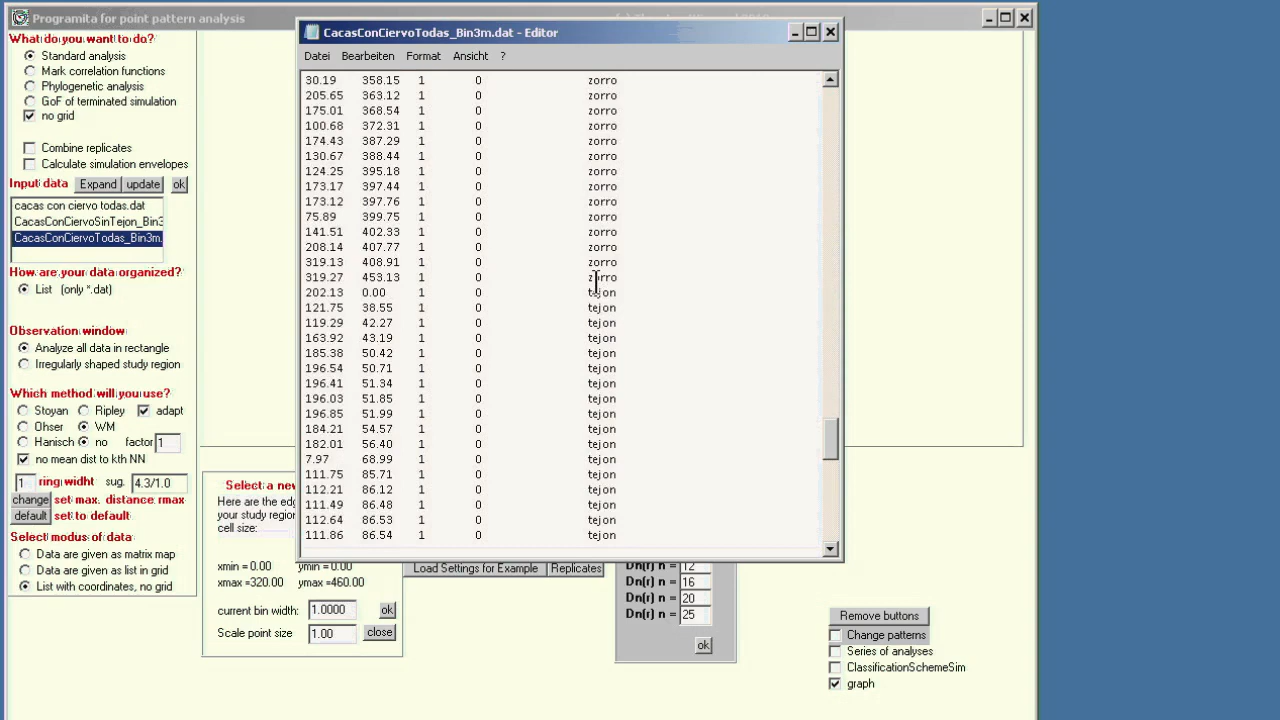 Programita for point pattern analysis
What do you want to do?
Standard analysis
Mark correlation functions
Phylogenetic analysis
GoF of terminated simulation
no grid
Combine replicates
Calculate simulation envelopes
Input data Expand update ok
cacas con ciervo todas.dat
CacasConCiervoSinTejon_Bin3
CacasConCiervoTodas_Bin3m.
How are your data organized?
List (only *.dat)
Observation window
Analyze all data in rectangle
Irregularly shaped study region
Which method will you use?
Stoyan Ripley adapt
Ohser WM
Hanisch no factor 1
no mean dist to kth NN
1 ring widht sug. 4.3/1.0
change set max. distance: rmax
default set to default
Select modus of data:
Data are given as matrix map
Data are given as list in grid
List with coordinates, no grid
CacasConCiervoTodas_Bin3m.dat - Editor
Datei Bearbeiten Format Ansicht ?
30.19 358.15 1 0 zorro
205.65 363.12 1 0 zorro
175.01 368.54 1 0 zorro
100.68 372.31 1 0 zorro
174.43 387.29 1 0 zorro
130.67 388.44 1 0 zorro
124.25 395.18 1 0 zorro
173.17 397.44 1 0 zorro
173.12 397.76 1 0 zorro
75.89 399.75 1 0 zorro
141.51 402.33 1 0 zorro
208.14 407.77 1 0 zorro
319.13 408.91 1 0 zorro
319.27 453.13 1 0 zorro
202.13 0.00 1 0 tejon
121.75 38.55 1 0 tejon
119.29 42.27 1 0 tejon
163.92 43.19 1 0 tejon
185.38 50.42 1 0 tejon
196.54 50.71 1 0 tejon
196.41 51.34 1 0 tejon
196.03 51.85 1 0 tejon
196.85 51.99 1 0 tejon
184.21 54.57 1 0 tejon
182.01 56.40 1 0 tejon
7.97 68.99 1 0 tejon
111.75 85.71 1 0 tejon
112.21 86.12 1 0 tejon
111.49 86.48 1 0 tejon
112.64 86.53 1 0 tejon
111.86 86.54 1 0 tejon
Select a new
Here are the edg
your study region
cell size:
xmin = 0.00 ymin = 0.00
xmax =320.00 ymax =460.00
current bin width: 1.0000 ok
Scale point size 1.00 close
Load Settings for Example Replicates
Dn(r) n = 12
Dn(r) n = 16
Dn(r) n = 20
Dn(r) n = 25
ok
Remove buttons
Change patterns
Series of analyses
ClassificationSchemeSim
graph